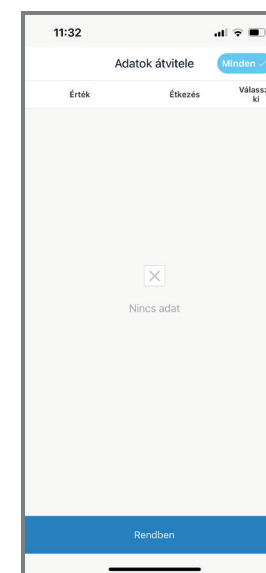 11:32
Adatok átvitele
Minden
Érték
Étkezés
Válassz
ki
Nincs adat
Rendben